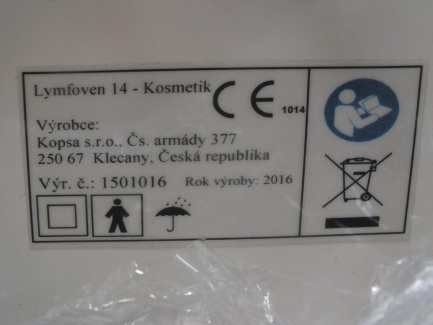 Lymfoven 14 - Kosmetik
CE 1014
Výrobce:
Kopsa s.r.o., Čs. armády 377
250 67 Klecany, Česká republika
Výr. č.: 1501016 Rok výroby: 2016